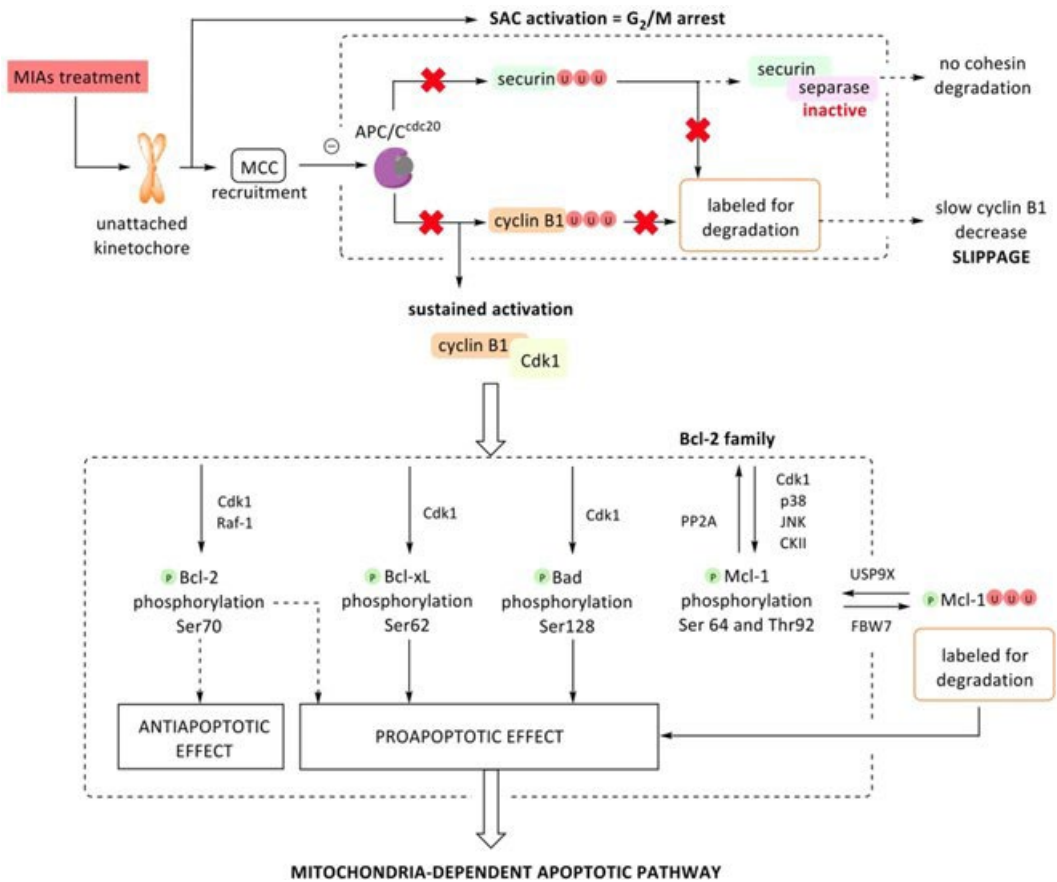 SAC activation = G2/M arrest
MIAs treatment
unattached
kinetochore
MCC
recruitment
⊖
APC/Ccdc20
securin U U U
securin
separase
inactive
no cohesin
degradation
cyclin B1 U U U
labeled for
degradation
slow cyclin B1
decrease
SLIPPAGE
sustained activation
cyclin B1
Cdk1
Bcl-2 family
Cdk1
Raf-1
Cdk1
Cdk1
PP2A
Cdk1
p38
JNK
CKII
P Bcl-2
phosphorylation
Ser70
P Bcl-xL
phosphorylation
Ser62
P Bad
phosphorylation
Ser128
P Mcl-1
phosphorylation
Ser 64 and Thr92
USP9X
FBW7
P Mcl-1 U U U
labeled for
degradation
ANTIAPOPTOTIC
EFFECT
PROAPOPTOTIC EFFECT
MITOCHONDRIA-DEPENDENT APOPTOTIC PATHWAY